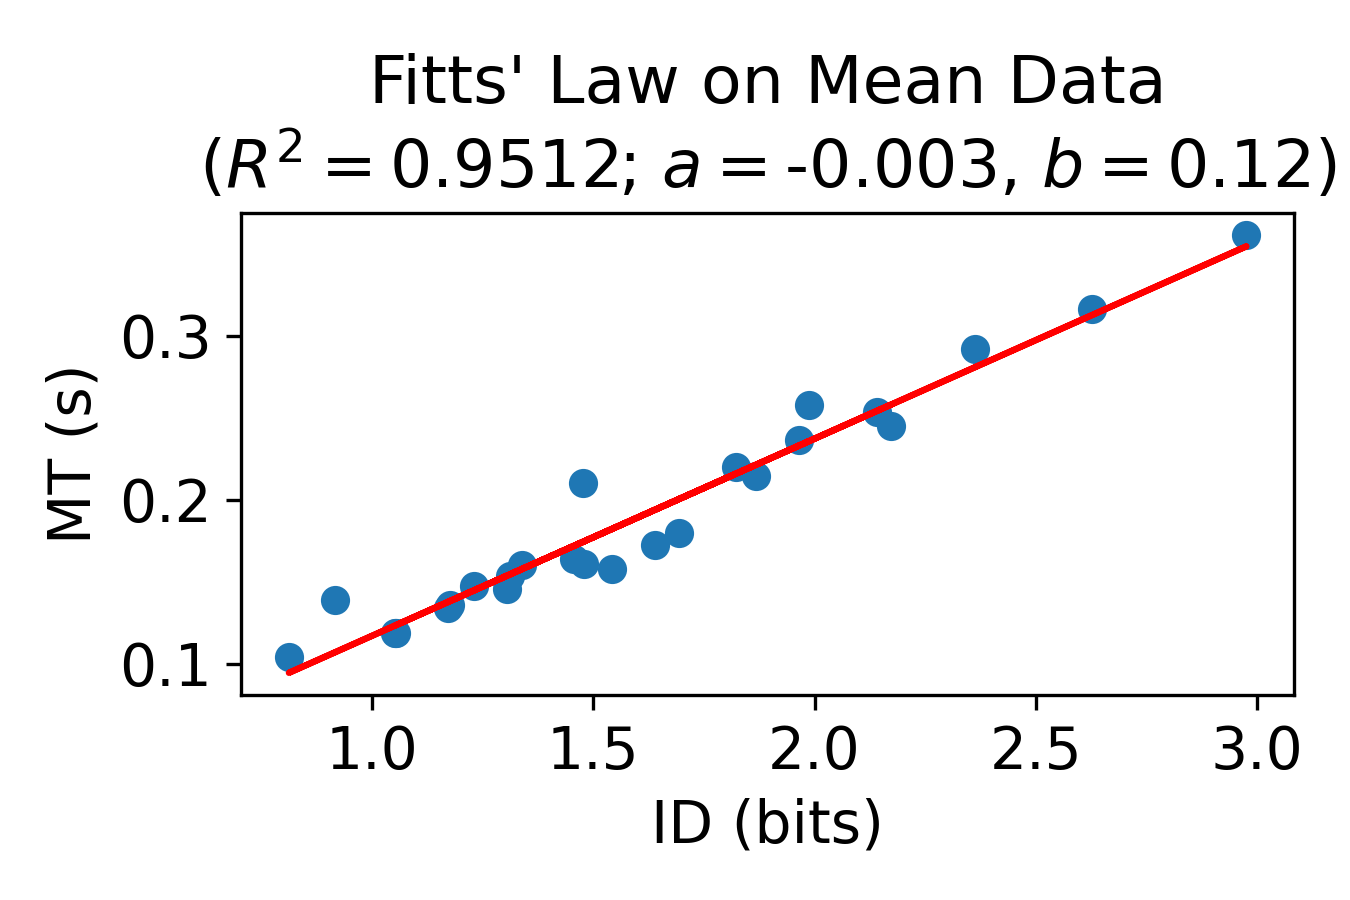 Fitts' Law on Mean Data
(R² = 0.9512; a = -0.003, b = 0.12)
0.3
0.2
0.1
MT (s)
1.0 1.5 2.0 2.5 3.0
ID (bits)